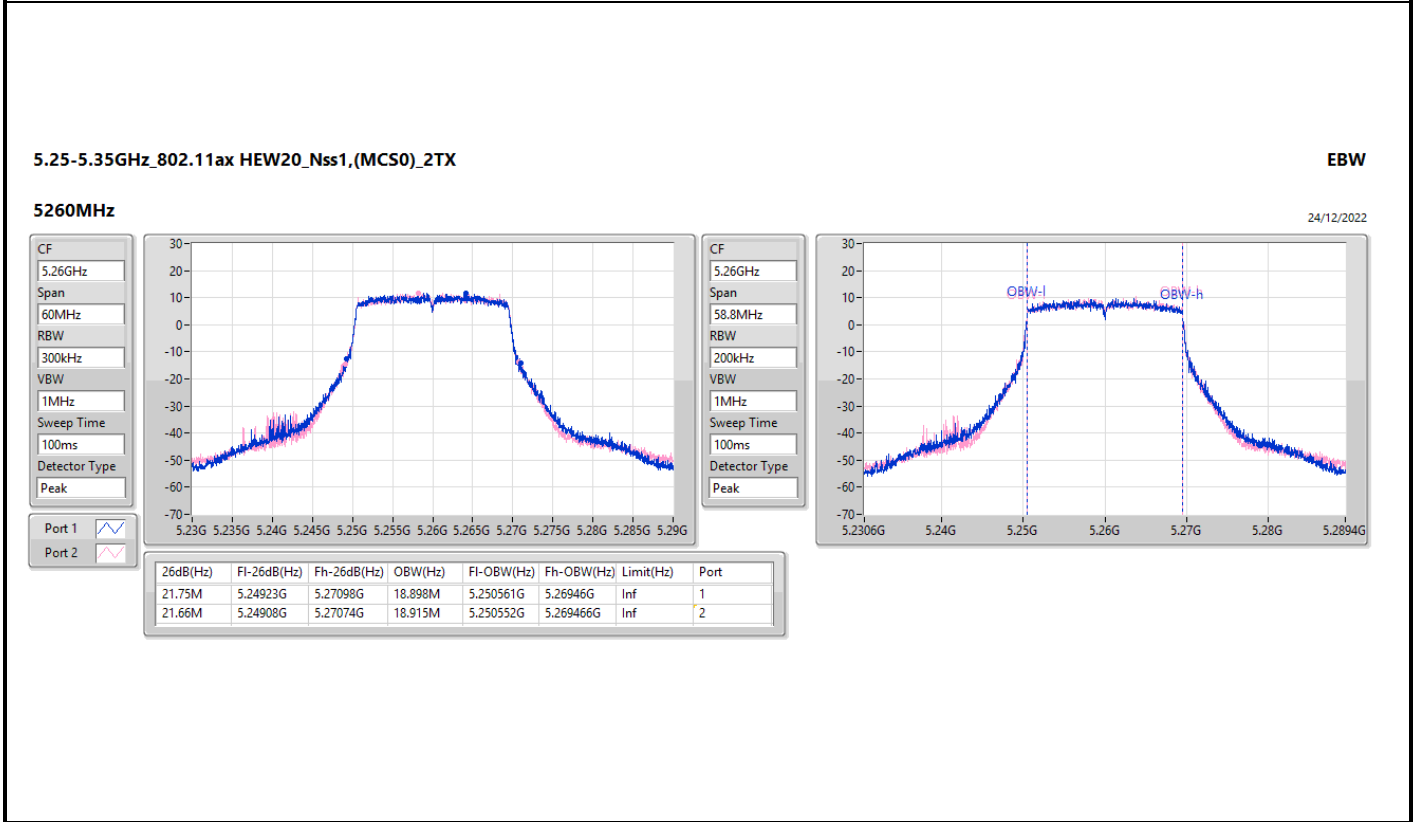 5.25-5.35GHz_802.11ax HEW20_Nss1,(MCS0)_2TX EBW
5260MHz 24/12/2022
CF
5.26GHz
Span
60MHz
RBW
300kHz
VBW
1MHz
Sweep Time
100ms
Detector Type
Peak
Port 1
Port 2
30
20
10
0
-10
-20
-30
-40
-50
-60
-70
5.23G 5.235G 5.24G 5.245G 5.25G 5.255G 5.26G 5.265G 5.27G 5.275G 5.28G 5.285G 5.29G
CF
5.26GHz
Span
58.8MHz
RBW
200kHz
VBW
1MHz
Sweep Time
100ms
Detector Type
Peak
30
20
10
0
-10
-20
-30
-40
-50
-60
-70
OBW-l OBW-h
5.2306G 5.24G 5.25G 5.26G 5.27G 5.28G 5.2894G
26dB(Hz) Fl-26dB(Hz) Fh-26dB(Hz) OBW(Hz) Fl-OBW(Hz) Fh-OBW(Hz) Limit(Hz) Port
21.75M 5.24923G 5.27098G 18.898M 5.250561G 5.26946G Inf 1
21.66M 5.24908G 5.27074G 18.915M 5.250552G 5.269466G Inf 2